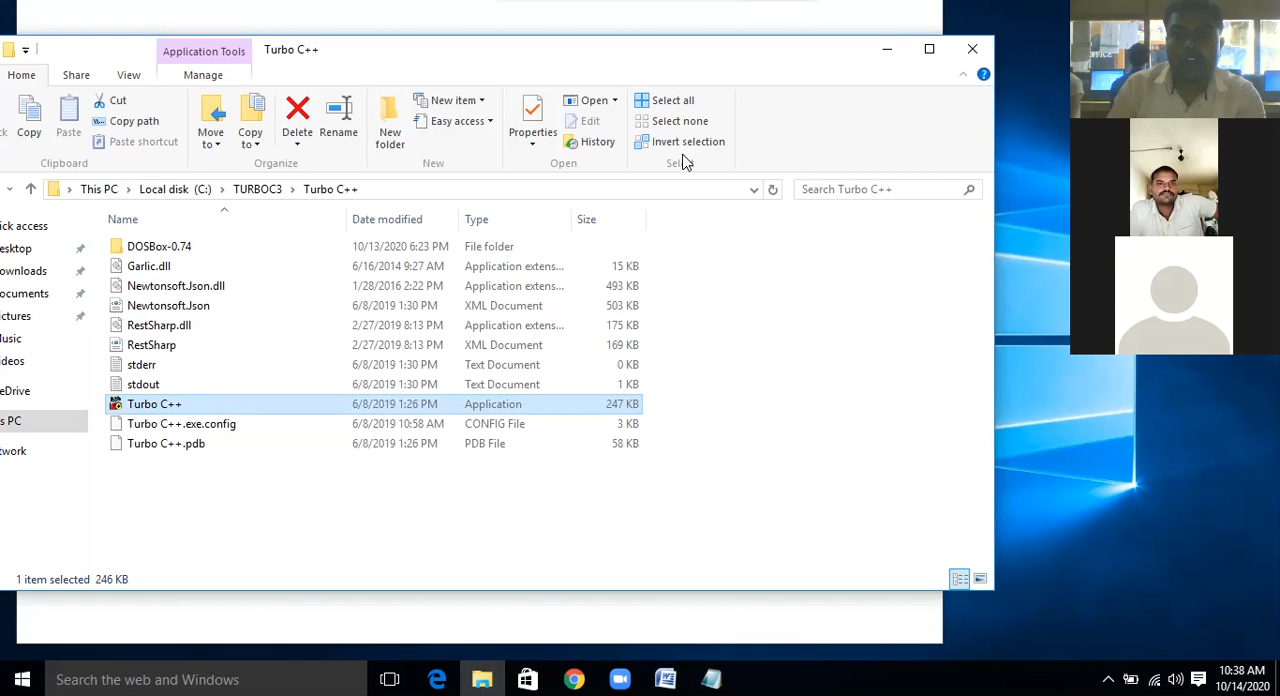 Application Tools Turbo C++
Home Share View Manage
Copy Paste Cut Copy path Paste shortcut Clipboard
Move to Copy to Delete Rename Organize
New folder New item Easy access New
Properties Open Edit History Open
Select all Select none Invert selection
This PC Local disk (C:) TURBOC3 Turbo C++ Search Turbo C++
Name Date modified Type Size
DOSBox-0.74 10/13/2020 6:23 PM File folder
Garlic.dll 6/16/2014 9:27 AM Application extens... 15 KB
Newtonsoft.Json.dll 1/28/2016 2:22 PM Application extens... 493 KB
Newtonsoft.Json 6/8/2019 1:30 PM XML Document 503 KB
RestSharp.dll 2/27/2019 8:13 PM Application extens... 175 KB
RestSharp 2/27/2019 8:13 PM XML Document 169 KB
stderr 6/8/2019 1:30 PM Text Document 0 KB
stdout 6/8/2019 1:30 PM Text Document 1 KB
Turbo C++ 6/8/2019 1:26 PM Application 247 KB
Turbo C++.exe.config 6/8/2019 10:58 AM CONFIG File 3 KB
Turbo C++.pdb 6/8/2019 1:26 PM PDB File 58 KB
ick access
esktop
ownloads
ocuments
ictures
usic
ideos
neDrive
s PC
etwork
1 item selected 246 KB
Search the web and Windows
10:38 AM
10/14/2020